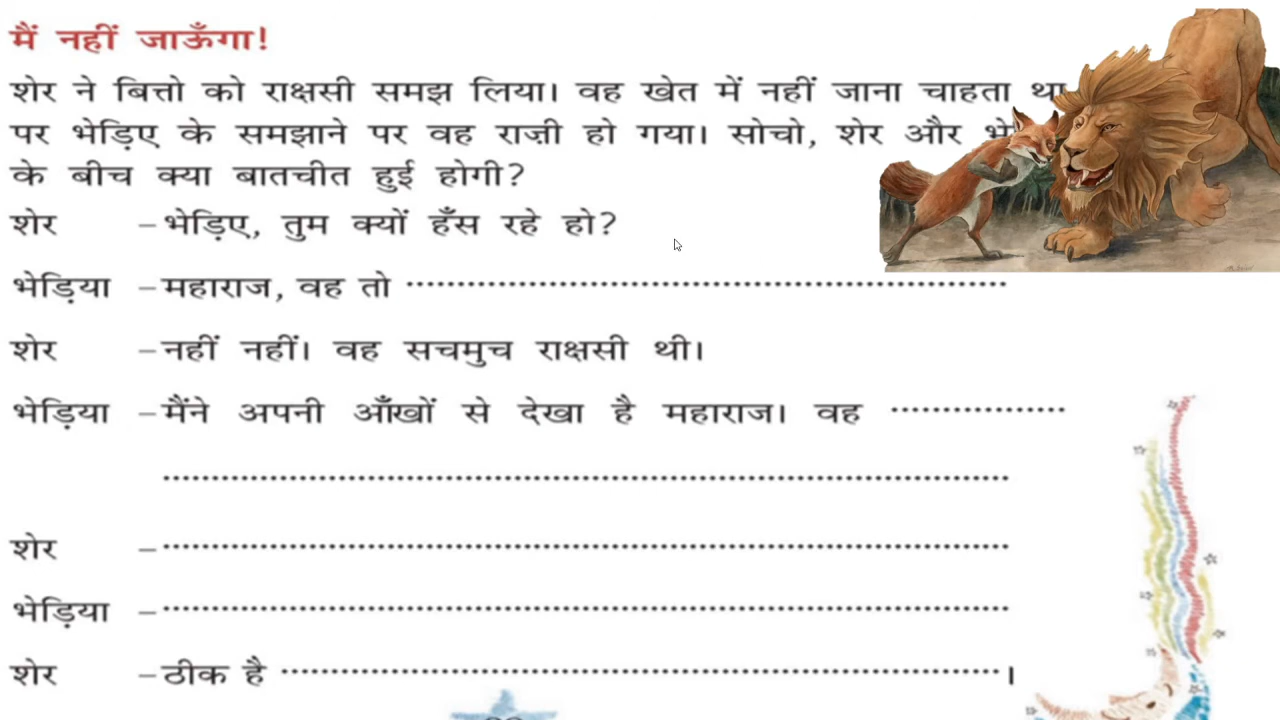 मैं नहीं जाऊँगा!
शेर ने बित्तो को राक्षसी समझ लिया। वह खेत में नहीं जाना चाहता था
पर भेड़िए के समझाने पर वह राज़ी हो गया। सोचो, शेर और
के बीच क्या बातचीत हुई होगी?
शेर – भेड़िए, तुम क्यों हँस रहे हो?
भेड़िया – महाराज, वह तो ..................................................
शेर – नहीं नहीं। वह सचमुच राक्षसी थी।
भेड़िया – मैंने अपनी आँखों से देखा है महाराज। वह ..................
......................................................................
शेर – ......................................................................
भेड़िया – ......................................................................
शेर – ठीक है ............................................................।